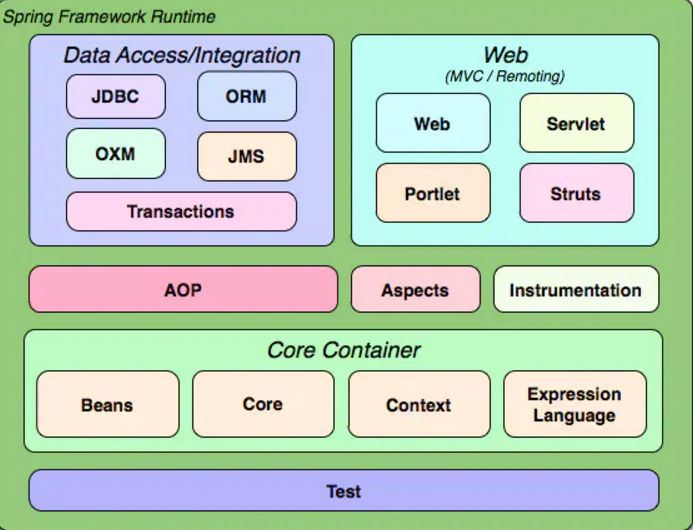 Spring Framework Runtime
Data Access/Integration
JDBC
ORM
OXM
JMS
Transactions
Web
(MVC / Remoting)
Web
Servlet
Portlet
Struts
AOP
Aspects
Instrumentation
Core Container
Beans
Core
Context
Expression
Language
Test